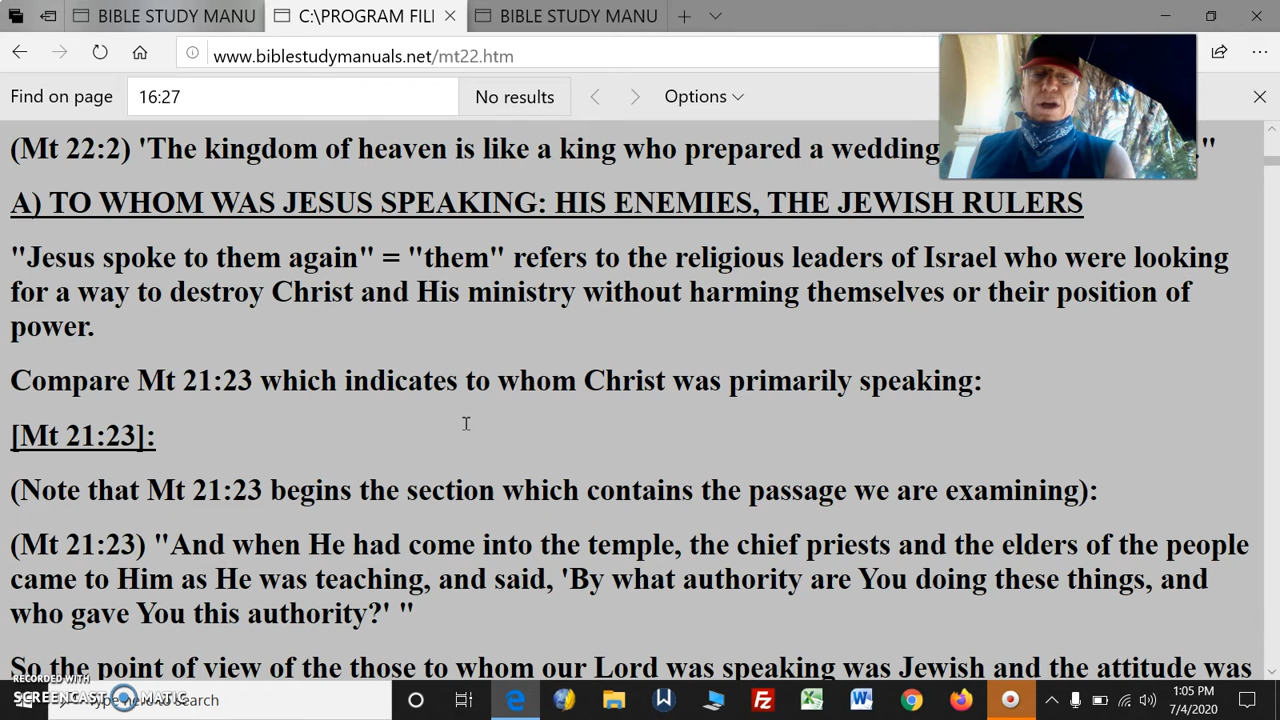 BIBLE STUDY MANU
C:\PROGRAM FILI
BIBLE STUDY MANU
www.biblestudymanuals.net/mt22.htm
Find on page
16:27
No results
Options
(Mt 22:2) 'The kingdom of heaven is like a king who prepared a wedding
."
A) TO WHOM WAS JESUS SPEAKING: HIS ENEMIES, THE JEWISH RULERS
"Jesus spoke to them again" = "them" refers to the religious leaders of Israel who were looking
for a way to destroy Christ and His ministry without harming themselves or their position of
power.
Compare Mt 21:23 which indicates to whom Christ was primarily speaking:
[Mt 21:23]:
(Note that Mt 21:23 begins the section which contains the passage we are examining):
(Mt 21:23) "And when He had come into the temple, the chief priests and the elders of the people
came to Him as He was teaching, and said, 'By what authority are You doing these things, and
who gave You this authority?' "
So the point of view of the those to whom our Lord was speaking was Jewish and the attitude was
RECORDED WITH
SCREENCAST MATIC
Type here to search
1:05 PM
7/4/2020